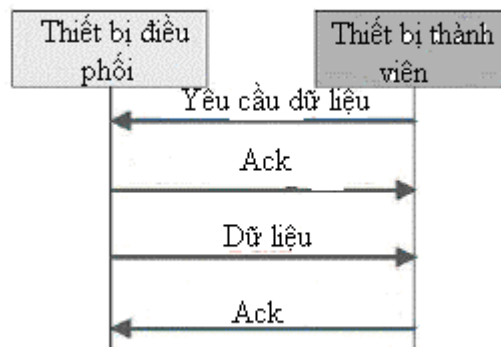 Thiết bị điều
phối
Thiết bị thành
viên
Yêu cầu dữ liệu
Ack
Dữ liệu
Ack